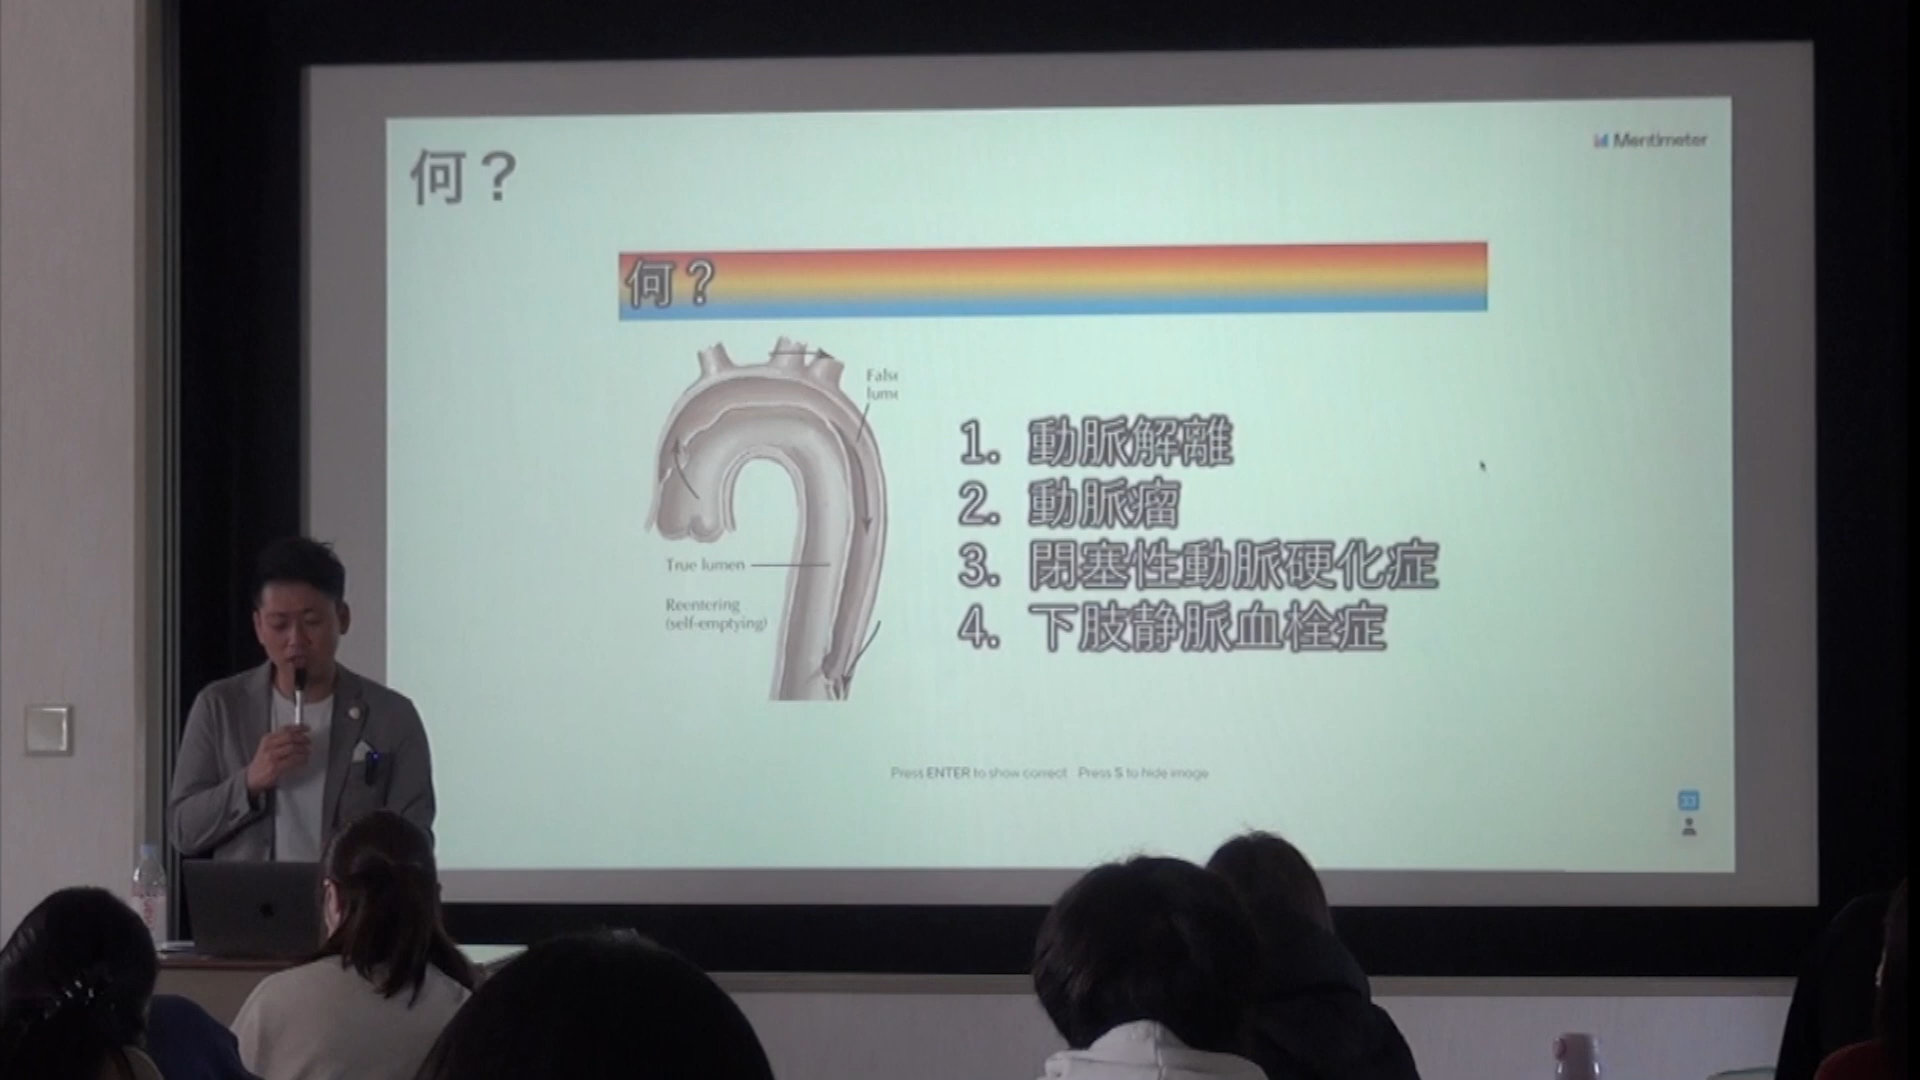 何？
Mentimeter
何？
False
lume
1. 動脈解離
2. 動脈瘤
3. 閉塞性動脈硬化症
4. 下肢静脈血栓症
True lumen
Reentering
(self-emptying)
Press ENTER to show correct Press S to hide image
33